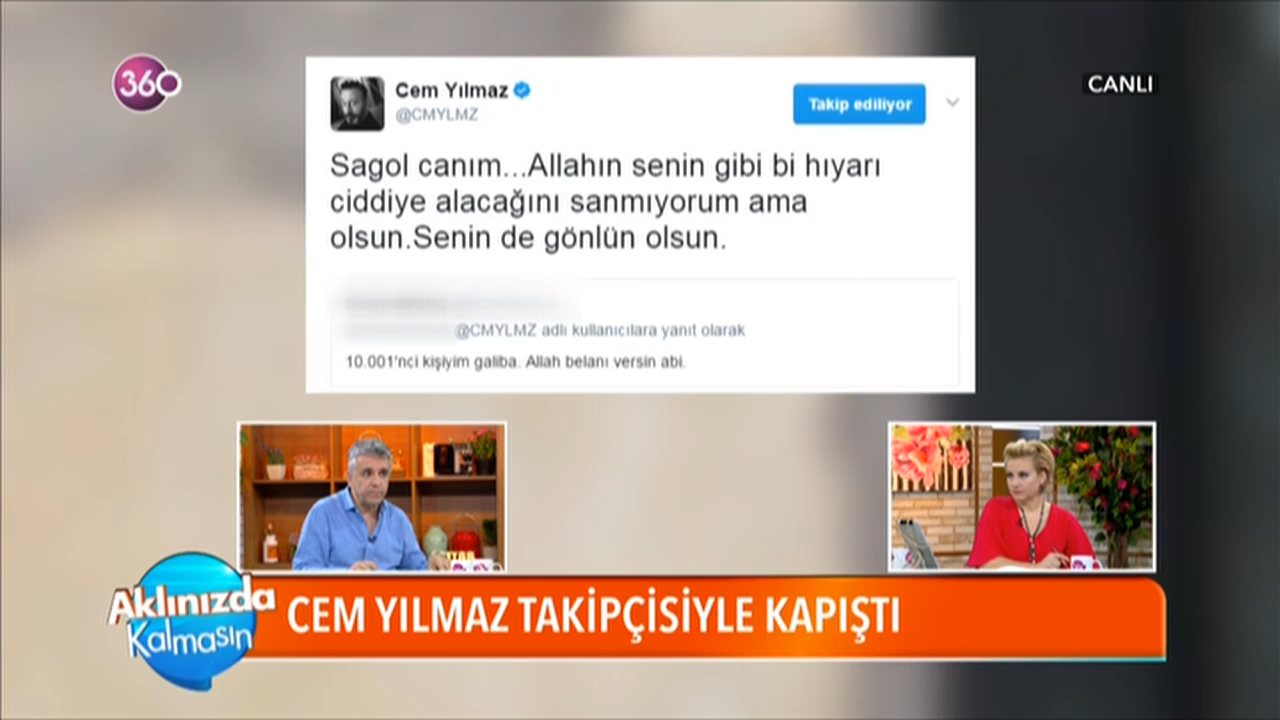 360
CANLI
Cem Yılmaz
@CMYLMZ
Takip ediliyor
Sagol canım...Allahın senin gibi bi hıyarı
ciddiye alacağını sanmıyorum ama
olsun.Senin de gönlün olsun.
@CMYLMZ adlı kullanıcılara yanıt olarak
10.001'nci kişiyim galiba. Allah belanı versin abi.
Aklınızda
Kalmasın
CEM YILMAZ TAKİPÇİSİYLE KAPIŞTI